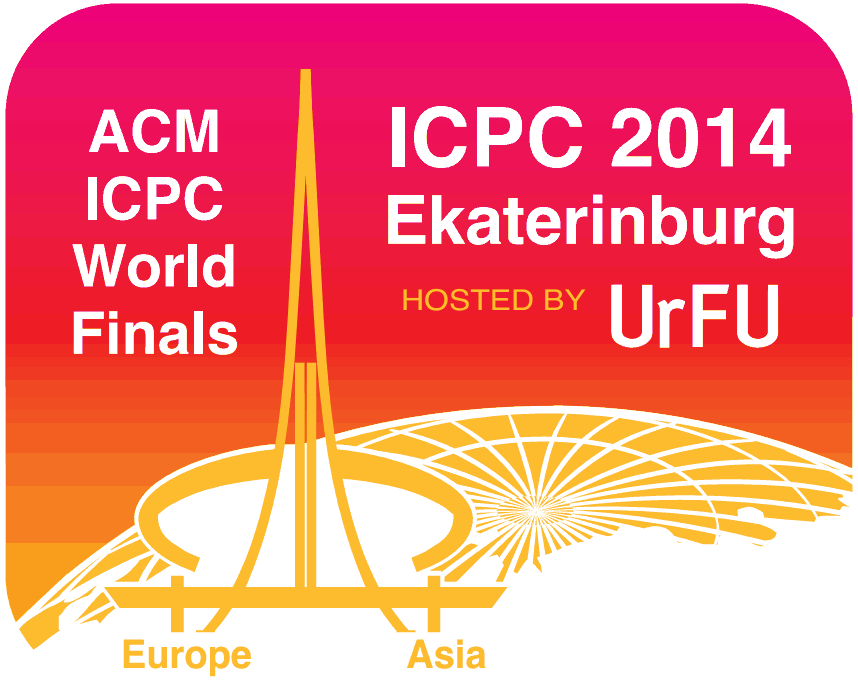 ACM
ICPC
World
Finals
ICPC 2014
Ekaterinburg
HOSTED BY UrFU
Europe
Asia